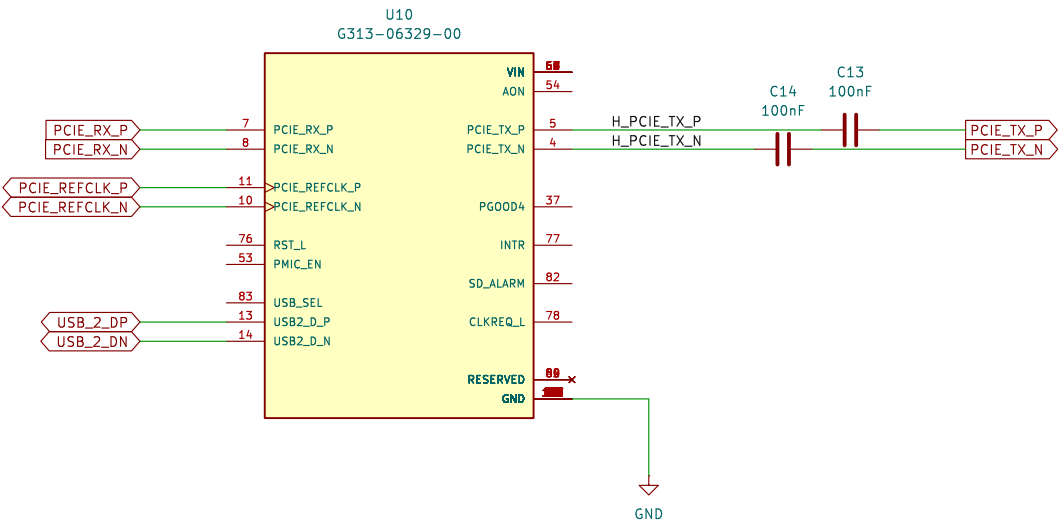 U10
G313-06329-00
VIN
AON
54
C13
100nF
C14
100nF
PCIE_RX_P
7
PCIE_RX_P
PCIE_TX_P
5
H_PCIE_TX_P
PCIE_TX_P
PCIE_RX_N
8
PCIE_RX_N
PCIE_TX_N
4
H_PCIE_TX_N
PCIE_TX_N
PCIE_REFCLK_P
11
PCIE_REFCLK_P
PCIE_REFCLK_N
10
PCIE_REFCLK_N
PGOOD4
37
76
RST_L
INTR
77
53
PMIC_EN
SD_ALARM
82
83
USB_SEL
USB_2_DP
13
USB2_D_P
CLKREQ_L
78
USB_2_DN
14
USB2_D_N
RESERVED
GND
GND